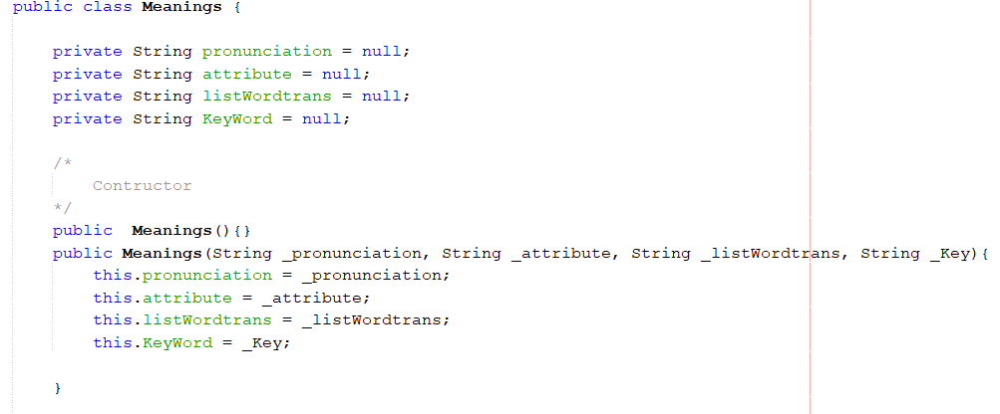 public class Meanings {
private String pronunciation = null;
private String attribute = null;
private String listWordtrans = null;
private String KeyWord = null;
/*
Contructor
*/
public  Meanings(){}
public Meanings(String _pronunciation, String _attribute, String _listWordtrans, String _Key){
this.pronunciation = _pronunciation;
this.attribute = _attribute;
this.listWordtrans = _listWordtrans;
this.KeyWord = _Key;
}